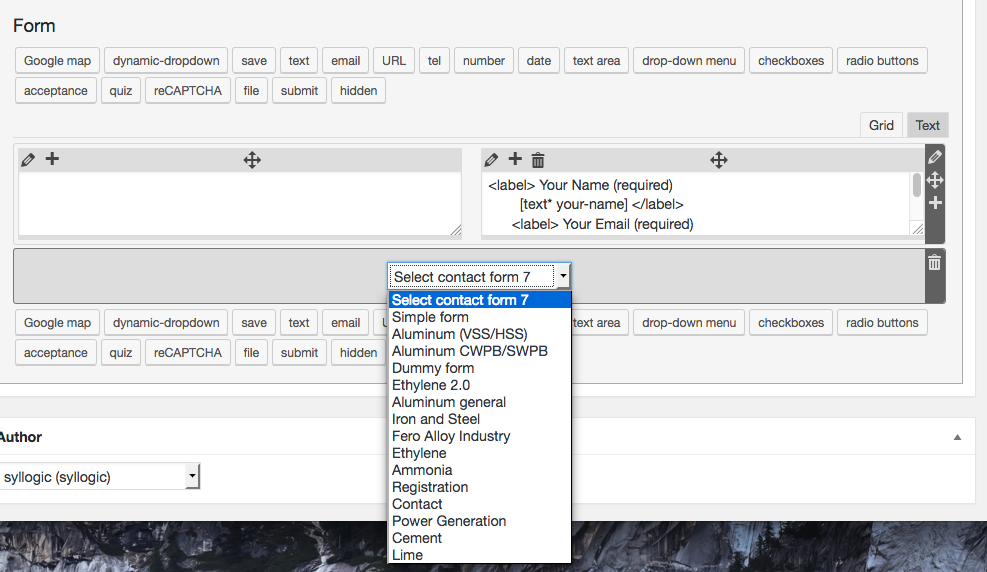 Form
Google map dynamic-dropdown save text email URL tel number date text area drop-down menu checkboxes radio buttons
acceptance quiz reCAPTCHA file submit hidden
Grid Text
<label> Your Name (required)
[text* your-name] </label>
<label> Your Email (required)
Select contact form 7
Select contact form 7
Simple form
Aluminum (VSS/HSS)
Aluminum CWPB/SWPB
Dummy form
Ethylene 2.0
Aluminum general
Iron and Steel
Fero Alloy Industry
Ethylene
Ammonia
Registration
Contact
Power Generation
Cement
Lime
Google map dynamic-dropdown save text email text area drop-down menu checkboxes radio buttons
acceptance quiz reCAPTCHA file submit hidden
Author
syllogic (syllogic)